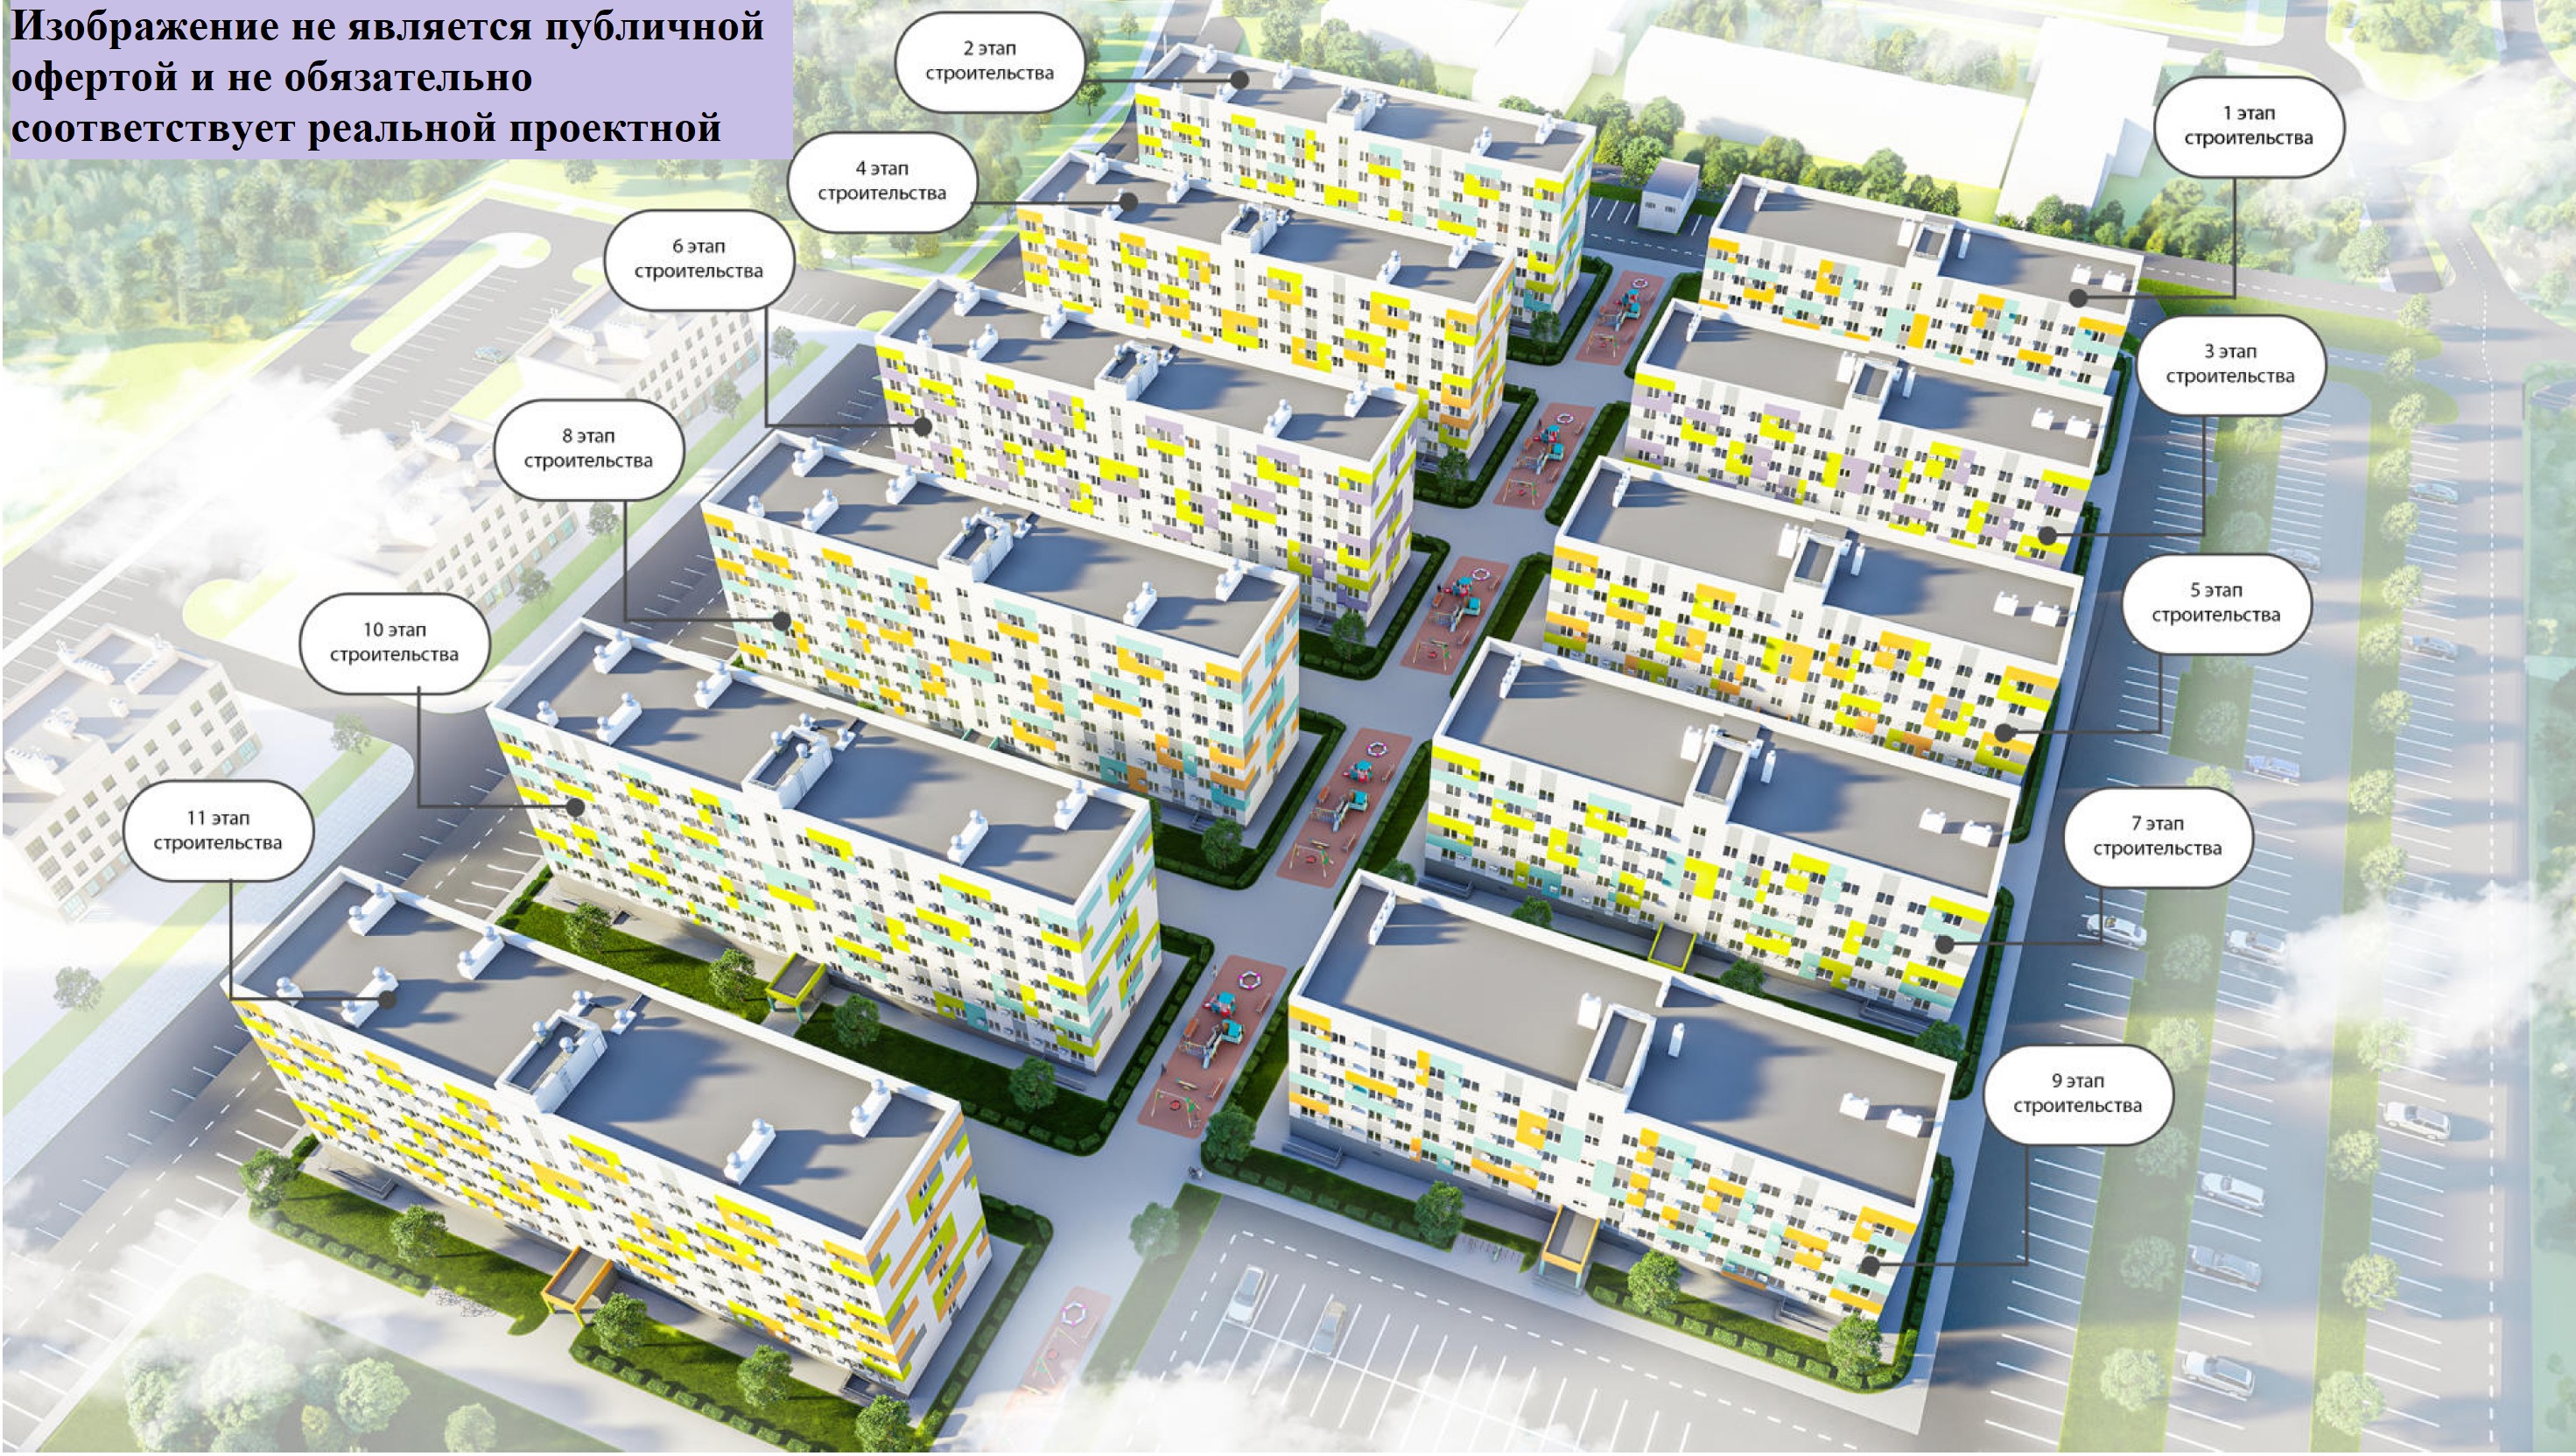 Изображение не является публичной
офертой и не обязательно
соответствует реальной проектной
2 этап
строительства
1 этап
строительства
4 этап
строительства
6 этап
строительства
3 этап
строительства
8 этап
строительства
5 этап
строительства
10 этап
строительства
11 этап
строительства
7 этап
строительства
9 этап
строительства